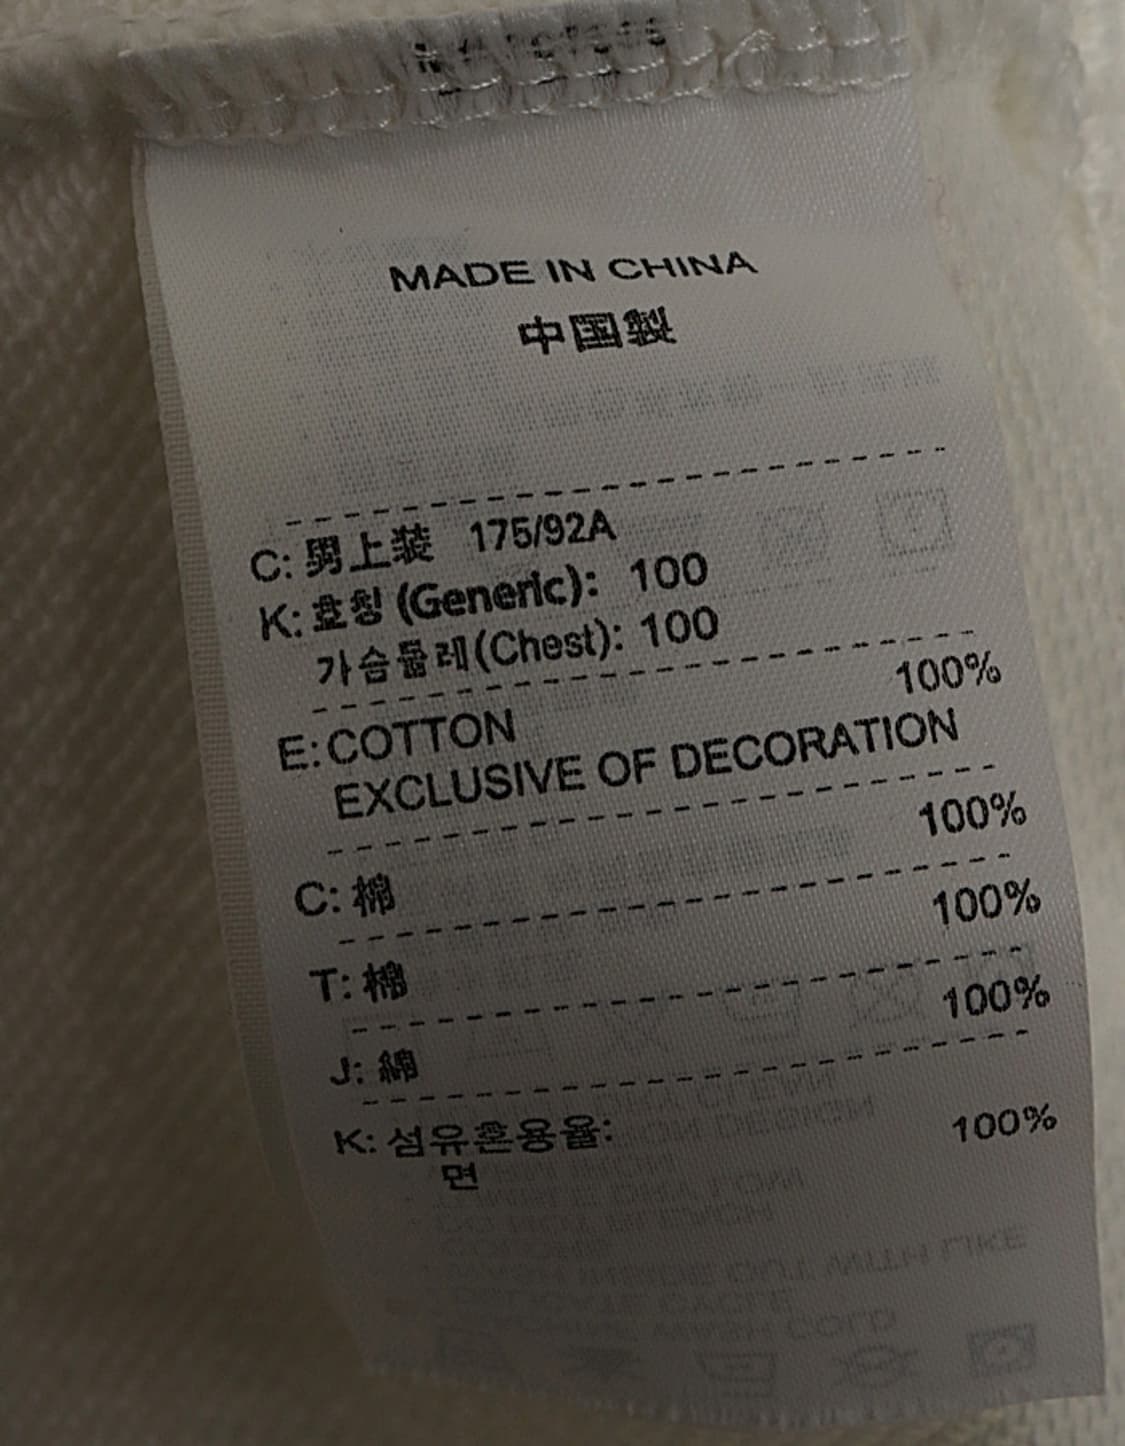 MADE IN CHINA
中国製
C: 男上装 175/92A
K: 호칭 (Generic): 100
가슴둘레(Chest): 100
E: COTTON 100%
EXCLUSIVE OF DECORATION
C: 棉 100%
T: 棉 100%
J: 綿 100%
K: 섬유혼용율:
면 100%